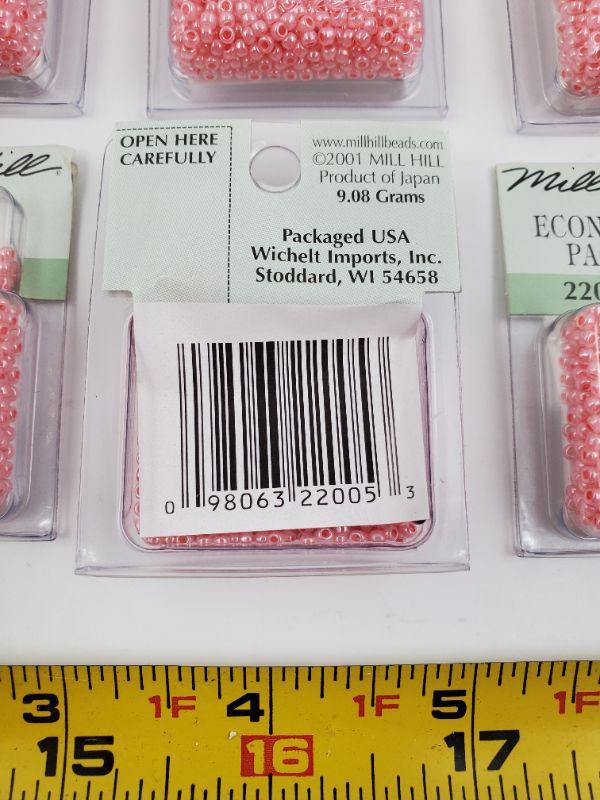 OPEN HERE
CAREFULLY
www.millhillbeads.com
©2001 MILL HILL
Product of Japan
9.08 Grams
Packaged USA
Wichelt Imports, Inc.
Stoddard, WI 54658
0 98063 22005 3
ill®
Mill
ECON
PA
220
3 1F 4 1F 5 1F
15 16 17